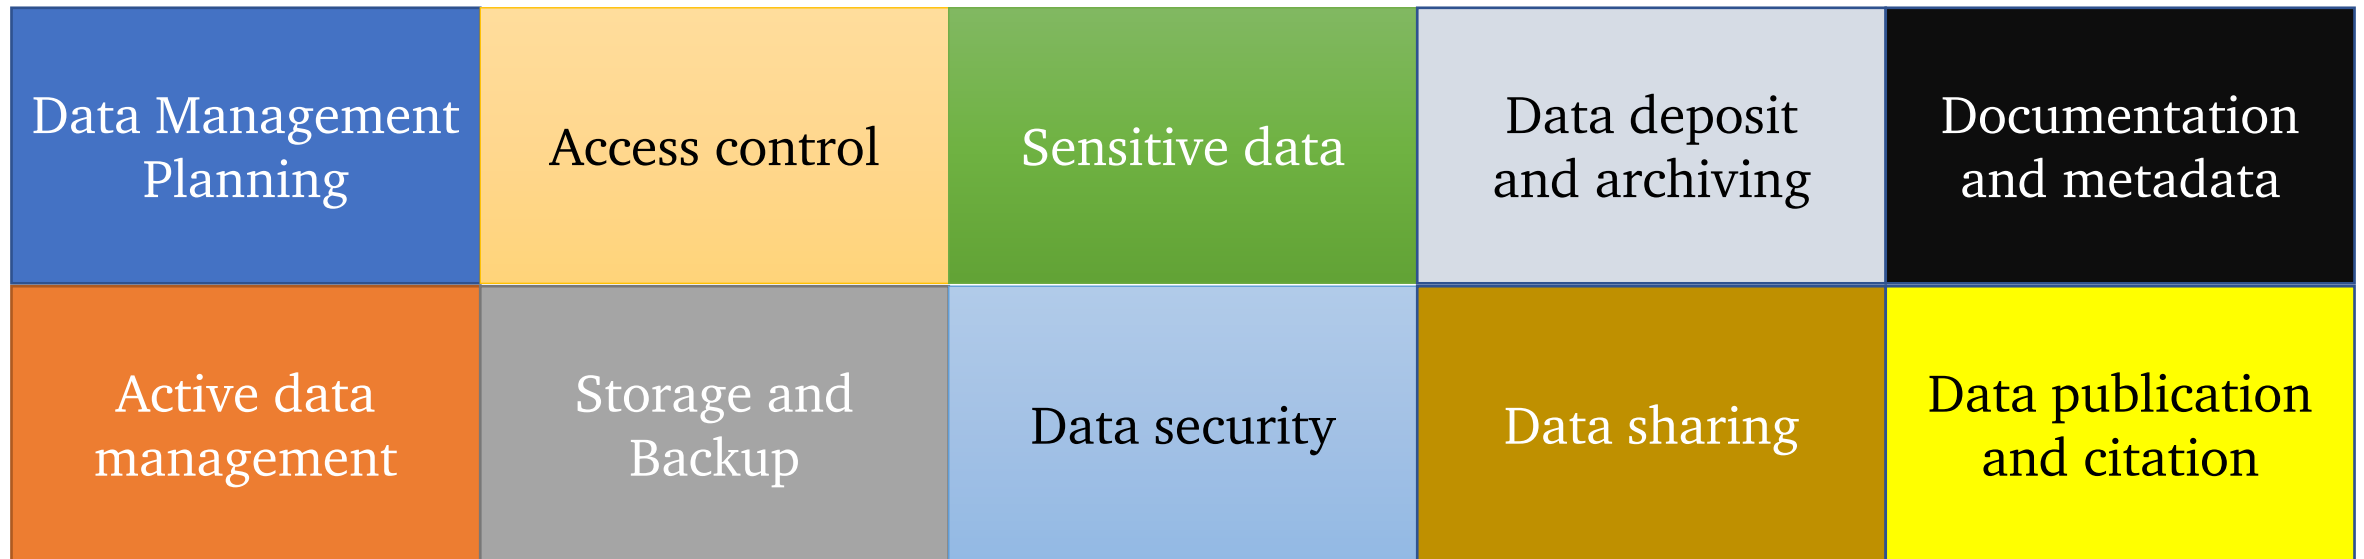 Data Management
Planning
Access control
Sensitive data
Data deposit
and archiving
Documentation
and metadata
Active data
management
Storage and
Backup
Data security
Data sharing
Data publication
and citation